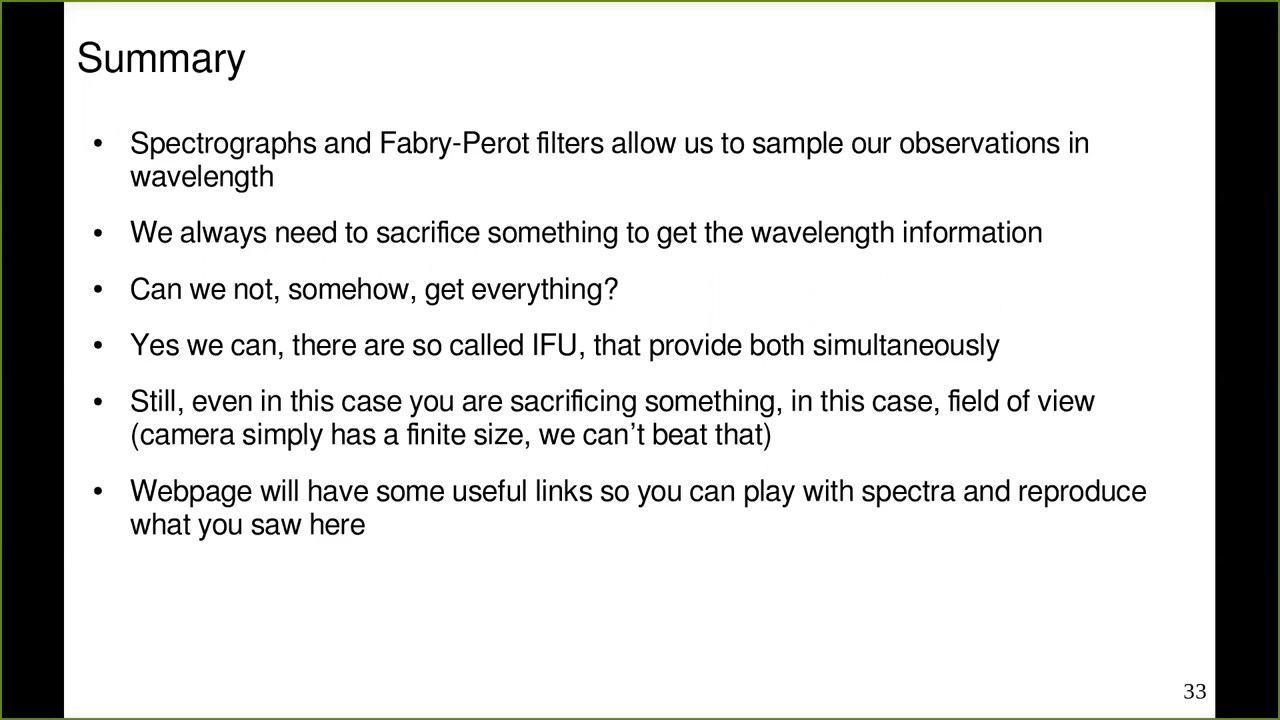 Summary
• Spectrographs and Fabry-Perot filters allow us to sample our observations in
wavelength
• We always need to sacrifice something to get the wavelength information
• Can we not, somehow, get everything?
• Yes we can, there are so called IFU, that provide both simultaneously
• Still, even in this case you are sacrificing something, in this case, field of view
(camera simply has a finite size, we can’t beat that)
• Webpage will have some useful links so you can play with spectra and reproduce
what you saw here
33